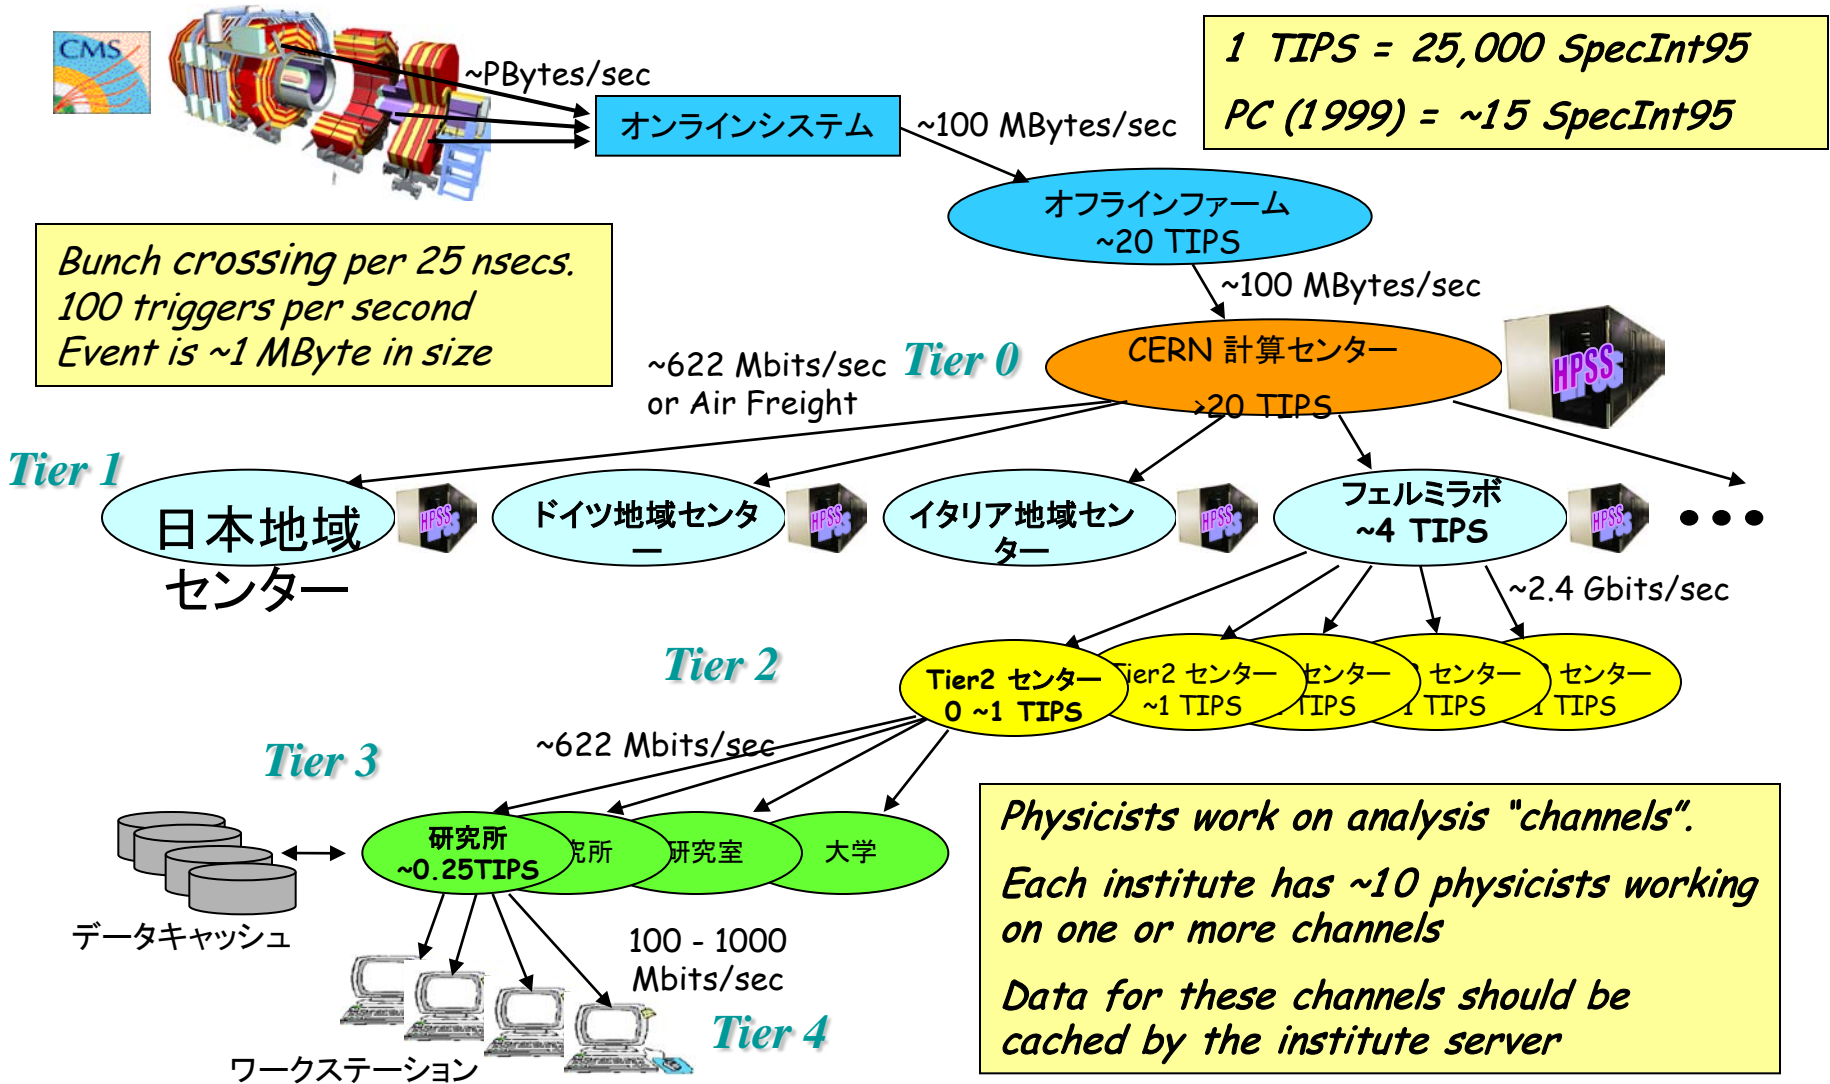 CMS
~PBytes/sec
オンラインシステム
~100 MBytes/sec
1 TIPS = 25,000 SpecInt95
PC (1999) = ~15 SpecInt95
オフラインファーム
~20 TIPS
Bunch crossing per 25 nsecs.
100 triggers per second
Event is ~1 MByte in size
~100 MBytes/sec
Tier 0
CERN 計算センター
>20 TIPS
HPSS
~622 Mbits/sec
or Air Freight
Tier 1
日本地域
センター
HPSS
ドイツ地域センタ
ー
HPSS
イタリア地域セン
ター
HPSS
フェルミラボ
~4 TIPS
HPSS
•••
~2.4 Gbits/sec
Tier 2
Tier2 センター
0 ~1 TIPS
Tier2 センター
~1 TIPS
センター
TIPS
2 センター
1 TIPS
2 センター
1 TIPS
~622 Mbits/sec
Tier 3
研究所
~0.25TIPS
究所
研究室
大学
データキャッシュ
100 - 1000
Mbits/sec
Tier 4
ワークステーション
Physicists work on analysis “channels”.
Each institute has ~10 physicists working
on one or more channels
Data for these channels should be
cached by the institute server